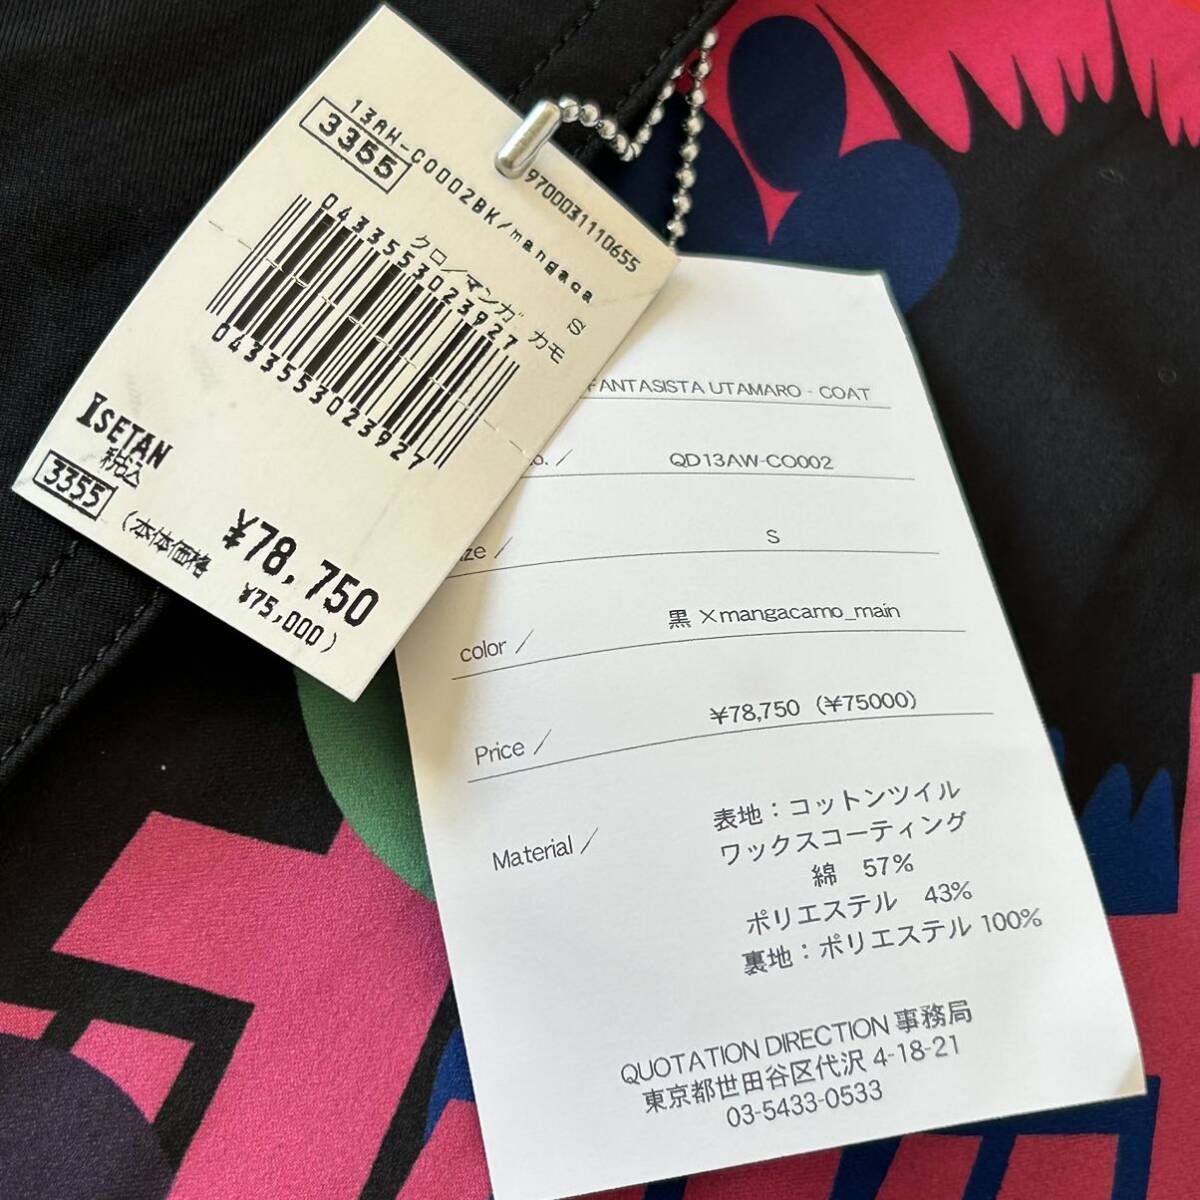 13AW-CO002BK/mangaca
3355
9700031110655
クロ/マンガ カモ
S
0433553023927
0433553023927
ISETAN
税込
3355
¥78,750
(本体価格 ¥75,000)
FANTASISTA UTAMARO - COAT
QD13AW-CO002
S
color / 黒×mangacamo_main
Price / ¥78,750 (¥75000)
Material / 表地:コットンツイル
ワックスコーティング
綿 57%
ポリエステル 43%
裏地:ポリエステル 100%
QUOTATION DIRECTION 事務局
東京都世田谷区代沢 4-18-21
03-5433-0533